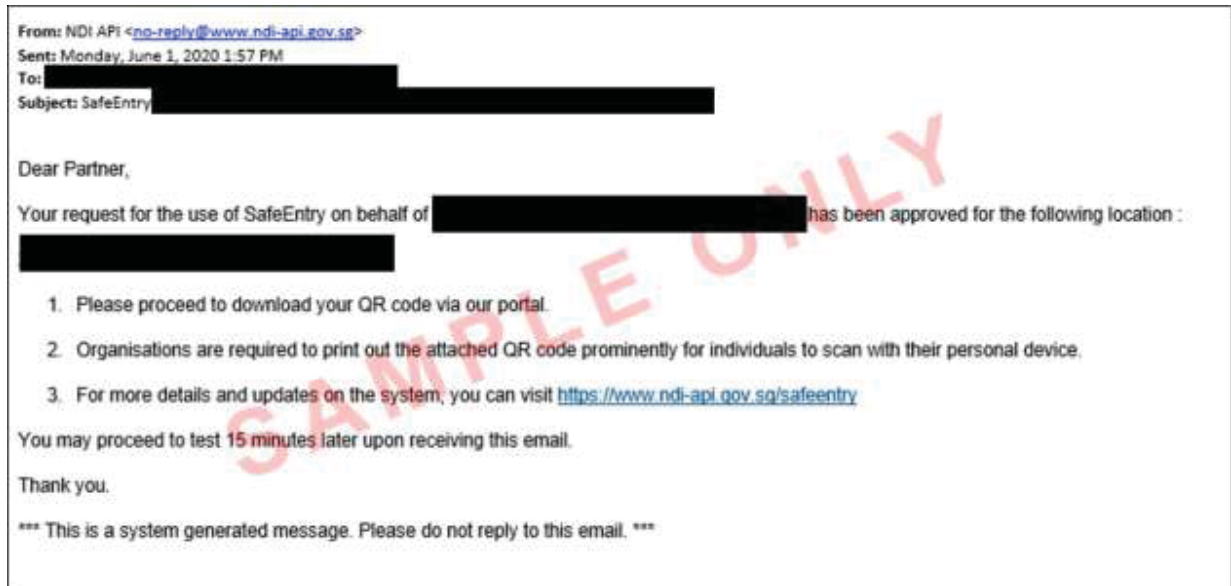 From: NDI API <no-reply@www.ndi-api.gov.sg>
Sent: Monday, June 1, 2020 1:57 PM
To:
Subject: SafeEntry
Dear Partner,
Your request for the use of SafeEntry on behalf of has been approved for the following location :
1. Please proceed to download your QR code via our portal.
2. Organisations are required to print out the attached QR code prominently for individuals to scan with their personal device.
3. For more details and updates on the system, you can visit https://www.ndi-api.gov.sg/safeentry
You may proceed to test 15 minutes later upon receiving this email.
Thank you.
*** This is a system generated message. Please do not reply to this email. ***
SAMPLE ONLY